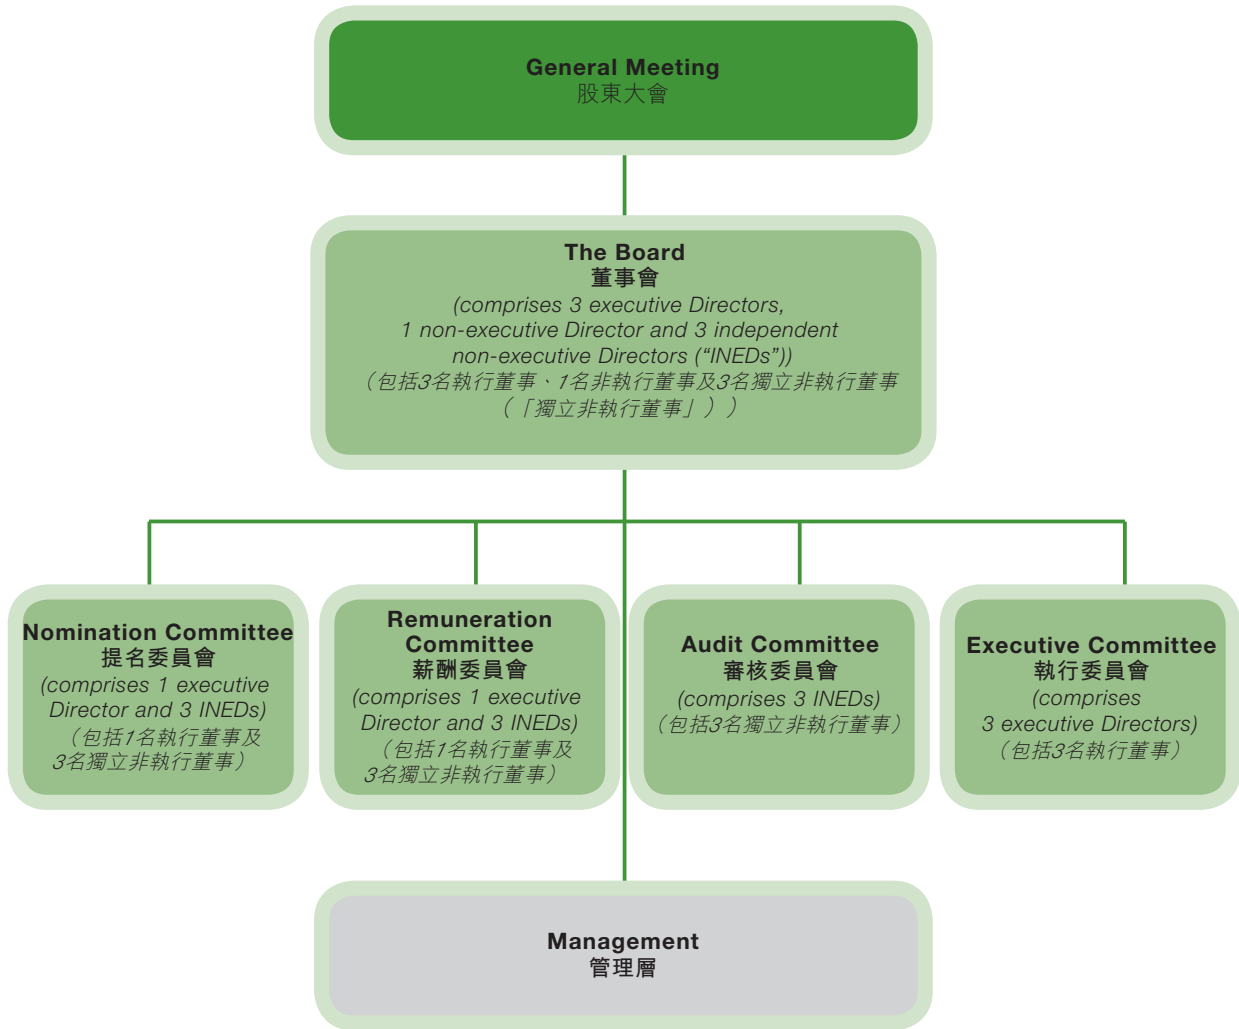 General Meeting
股東大會
The Board
董事會
(comprises 3 executive Directors,
1 non-executive Director and 3 independent
non-executive Directors (“INEDs”))
（包括3名執行董事、1名非執行董事及3名獨立非執行董事
（「獨立非執行董事」））
Nomination Committee
提名委員會
(comprises 1 executive
Director and 3 INEDs)
（包括1名執行董事及
3名獨立非執行董事）
Remuneration
Committee
薪酬委員會
(comprises 1 executive
Director and 3 INEDs)
（包括1名執行董事及
3名獨立非執行董事）
Audit Committee
審核委員會
(comprises 3 INEDs)
（包括3名獨立非執行董事）
Executive Committee
執行委員會
(comprises
3 executive Directors)
（包括3名執行董事）
Management
管理層